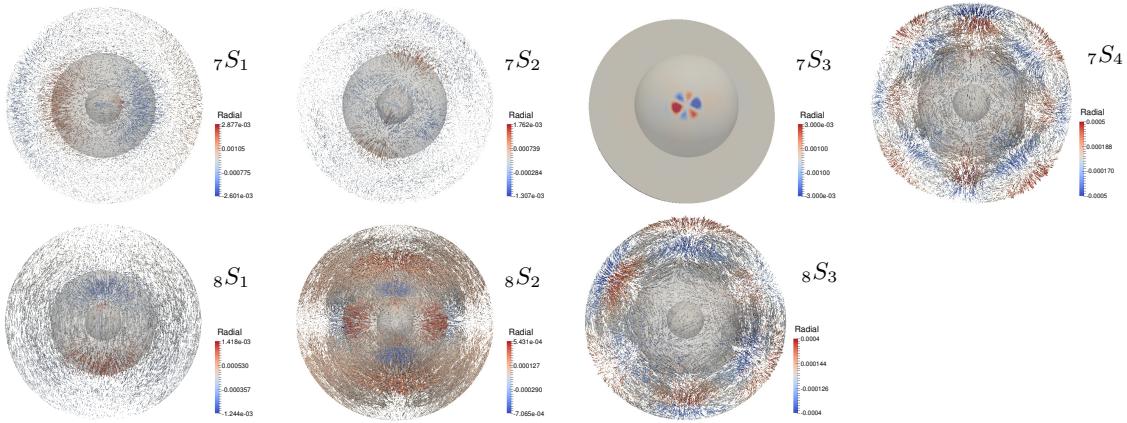 ₇S₁
Radial
2.877e-03
0.00105
-0.000775
-2.601e-03
₇S₂
Radial
1.762e-03
0.000739
-0.000284
-1.307e-03
₇S₃
Radial
3.000e-03
0.00100
-0.00100
-3.000e-03
₇S₄
Radial
0.0005
0.000188
-0.000170
-0.0005
₈S₁
Radial
1.418e-03
0.000530
-0.000357
-1.244e-03
₈S₂
Radial
5.431e-04
0.000127
-0.000290
-7.065e-04
₈S₃
Radial
0.0004
0.000144
-0.000126
-0.0004